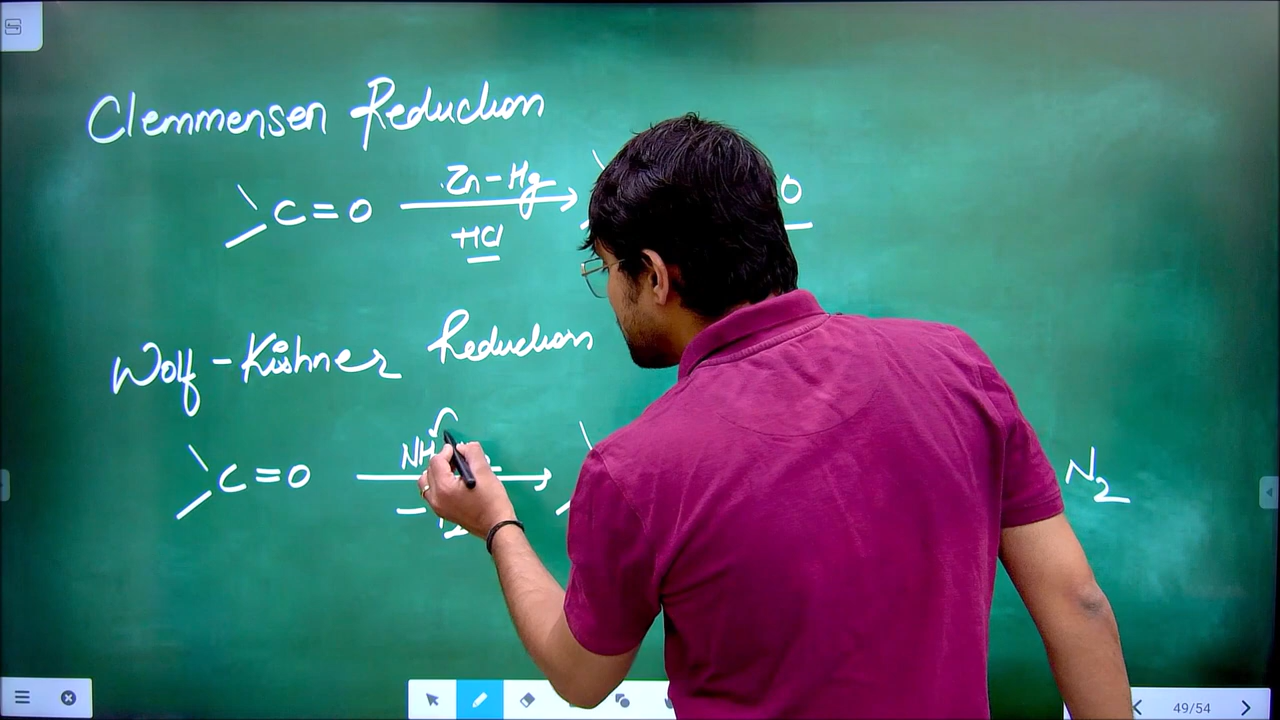 Clemmensen Reduction
C=O Zn-Hg O
HCl
Wolf-Kishner Reduction
C=O NH N2
49/54